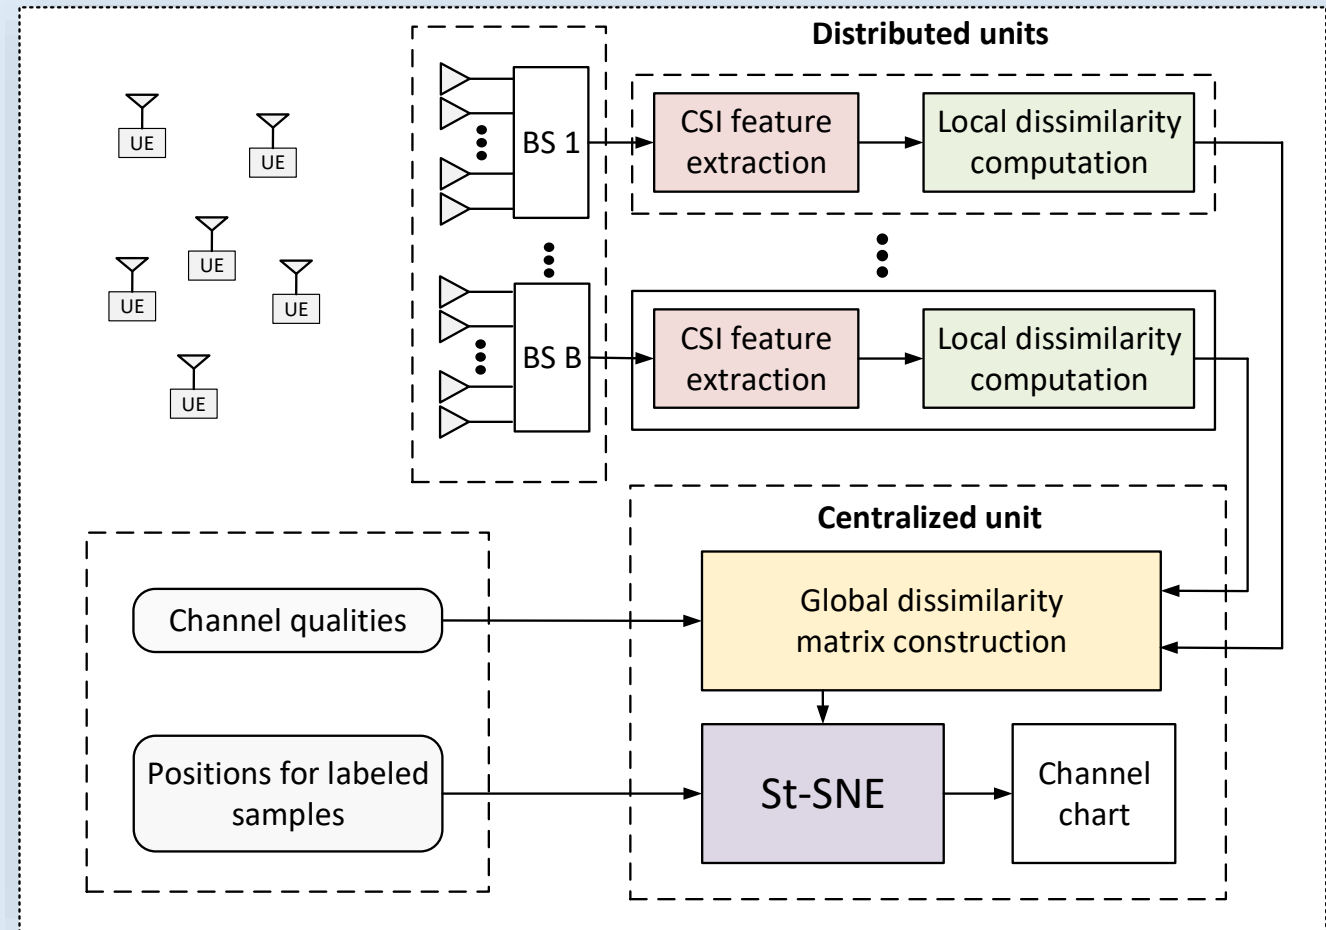 Distributed units
UE
UE
UE
UE
UE
UE
BS 1
CSI feature
extraction
Local dissimilarity
computation
BS B
CSI feature
extraction
Local dissimilarity
computation
Centralized unit
Channel qualities
Global dissimilarity
matrix construction
Positions for labeled
samples
St-SNE
Channel
chart